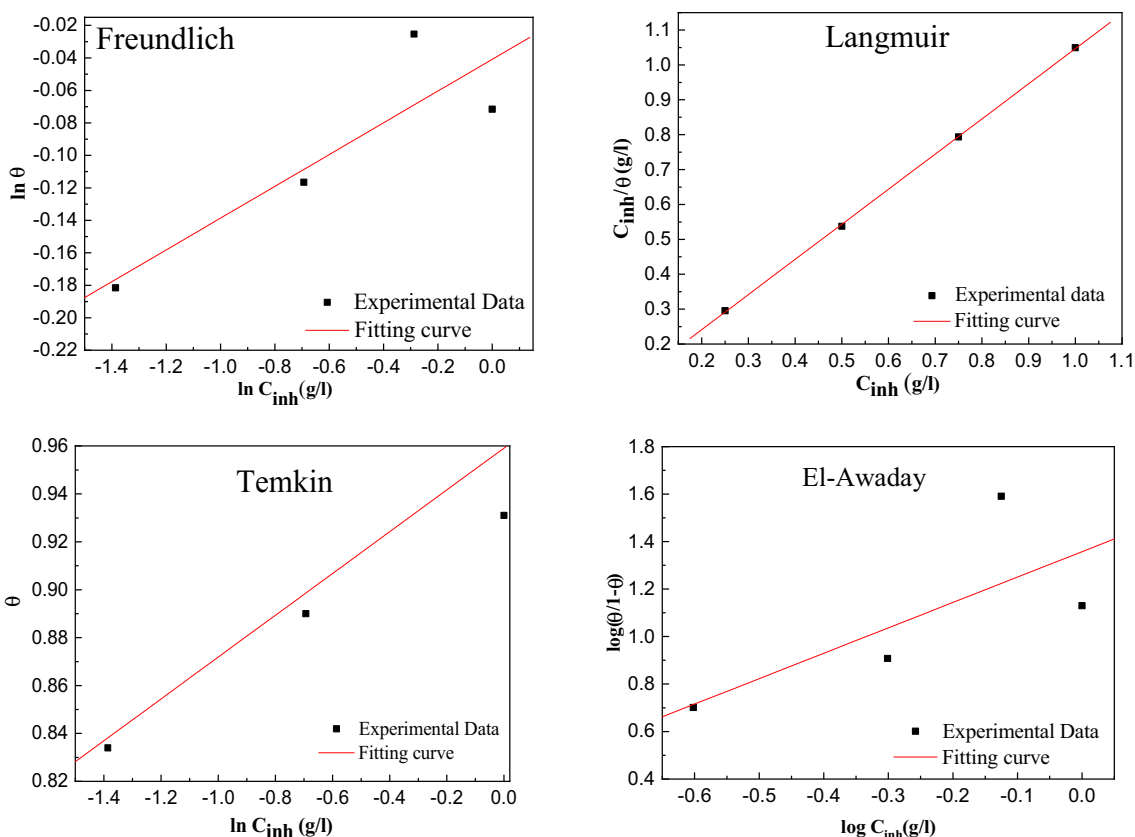 Freundlich
-0.02
-0.04
-0.06
-0.08
-0.10
-0.12
-0.14
-0.16
-0.18
-0.20
-0.22
ln θ
Experimental Data
Fitting curve
-1.4 -1.2 -1.0 -0.8 -0.6 -0.4 -0.2 0.0
ln C_inh (g/l)
Langmuir
1.1
1.0
0.9
0.8
0.7
0.6
0.5
0.4
0.3
0.2
C_inh/θ (g/l)
Experimental data
Fitting curve
0.2 0.3 0.4 0.5 0.6 0.7 0.8 0.9 1.0 1.1
C_inh (g/l)
Temkin
0.96
0.94
0.92
0.90
0.88
0.86
0.84
0.82
θ
Experimental Data
Fitting curve
-1.4 -1.2 -1.0 -0.8 -0.6 -0.4 -0.2 0.0
ln C_inh (g/l)
El-Awaday
1.8
1.6
1.4
1.2
1.0
0.8
0.6
0.4
log(θ/1-θ)
Experimental Data
Fitting curve
-0.6 -0.5 -0.4 -0.3 -0.2 -0.1 0.0
log C_inh(g/l)